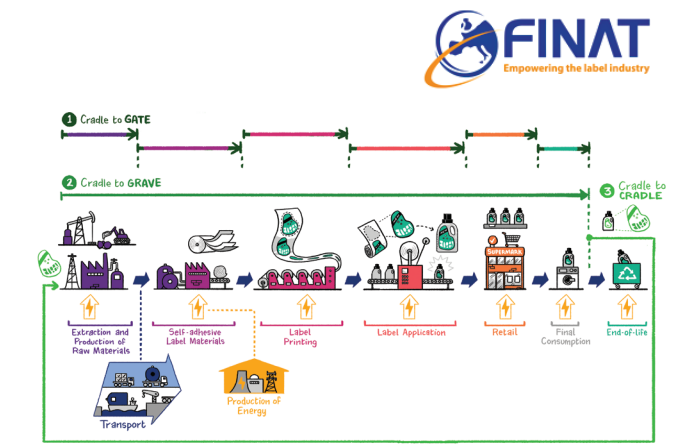 FINAT
Empowering the label industry
1 Cradle to GATE
2 Cradle to GRAVE
3 Cradle to
CRADLE
SUPERMARK
Extraction and
Production of
Raw Materials
Self-adhesive
Label Materials
Label
Printing
Label Application
Retail
Final
Consumption
End-of-life
Transport
Production of
Energy